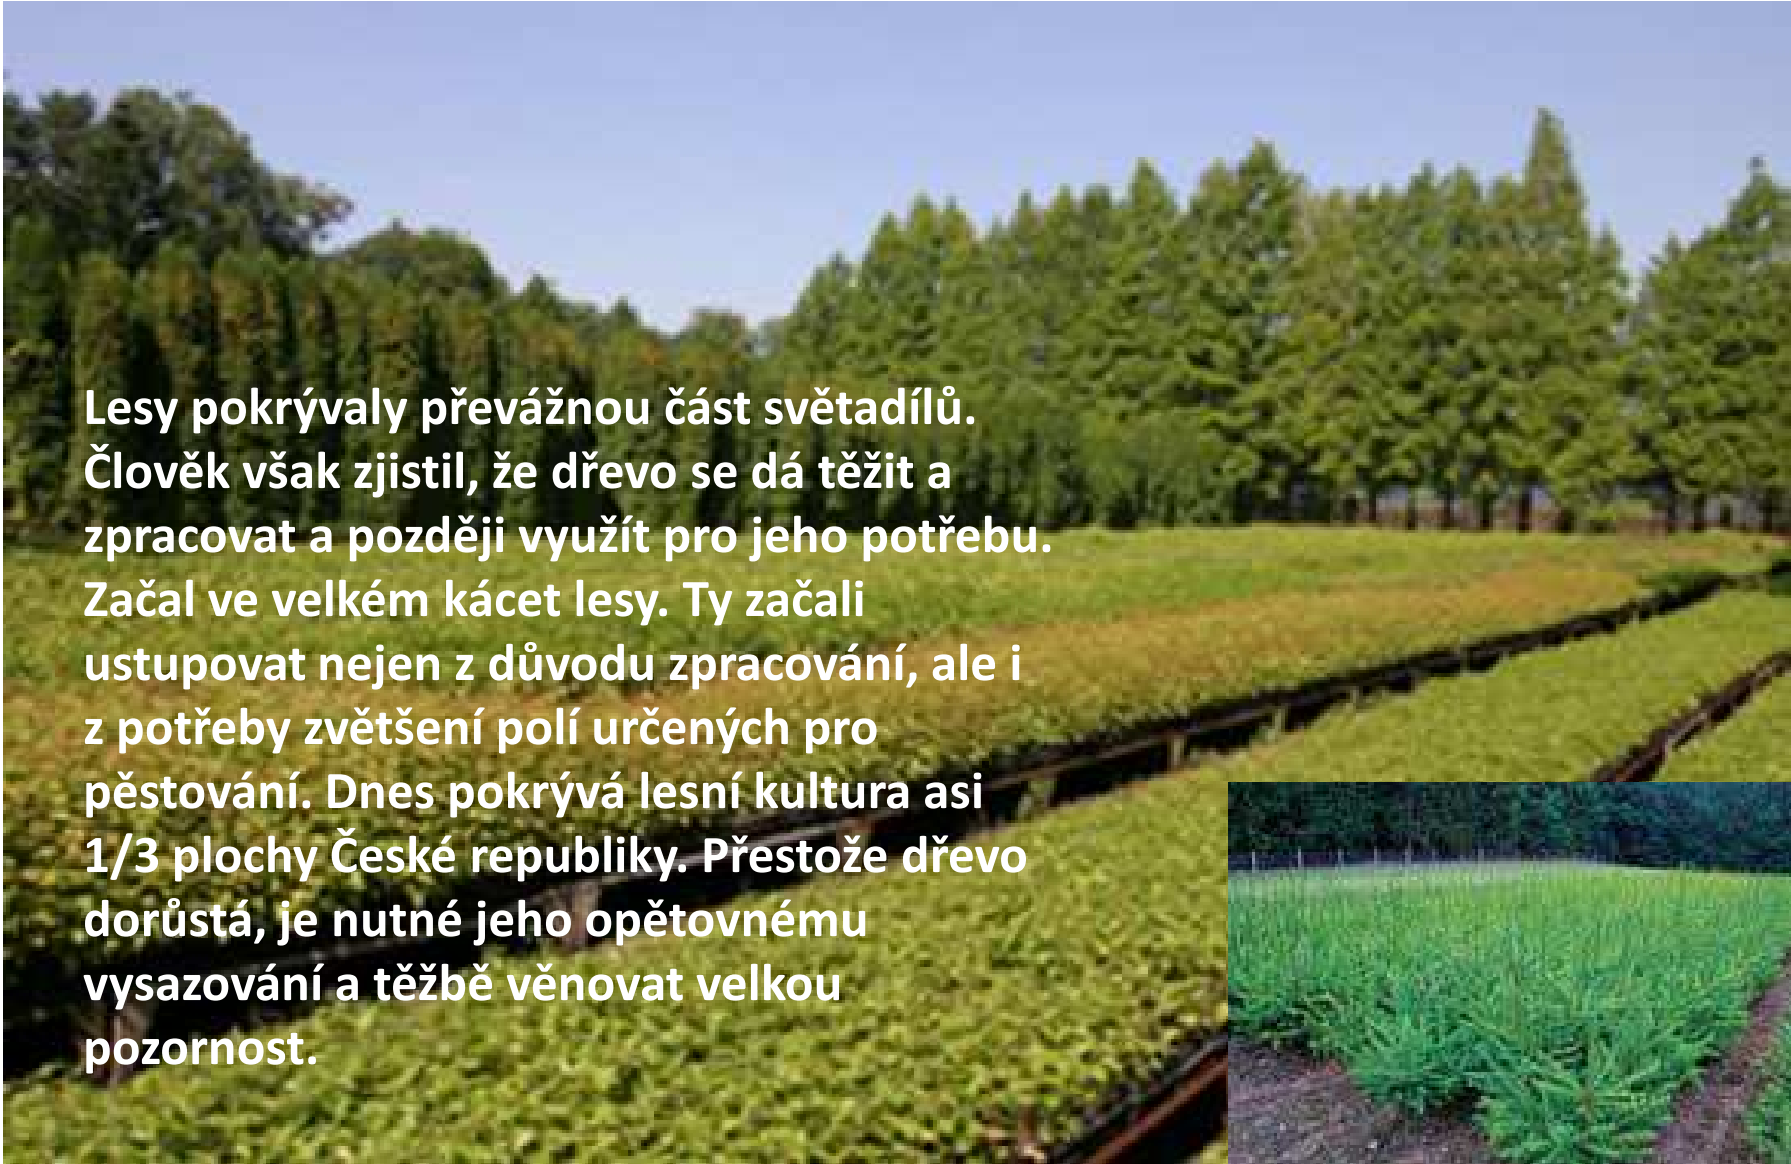 Lesy pokrývaly převážnou část světadílů.
Člověk však zjistil, že dřevo se dá těžit a
zpracovat a později využít pro jeho potřebu.
Začal ve velkém kácet lesy. Ty začali
ustupovat nejen z důvodu zpracování, ale i
z potřeby zvětšení polí určených pro
pěstování. Dnes pokrývá lesní kultura asi
1/3 plochy České republiky. Přestože dřevo
dorůstá, je nutné jeho opětovnému
vysazování a těžbě věnovat velkou
pozornost.